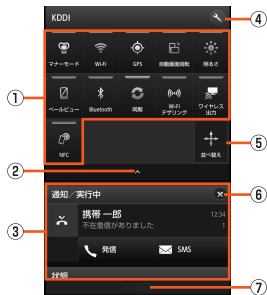 KDDI
④
マナーモード Wi-Fi GPS 自動画面回転 明るさ
①
ベールビュー Bluetooth 同期 Wi-Fi テザリング ワイヤレス出力
NFC 並べ替え
⑤
②
通知／実行中
⑥
③
携帯 一郎 12:34
不在着信がありました 1
発信 SMS
状態
⑦